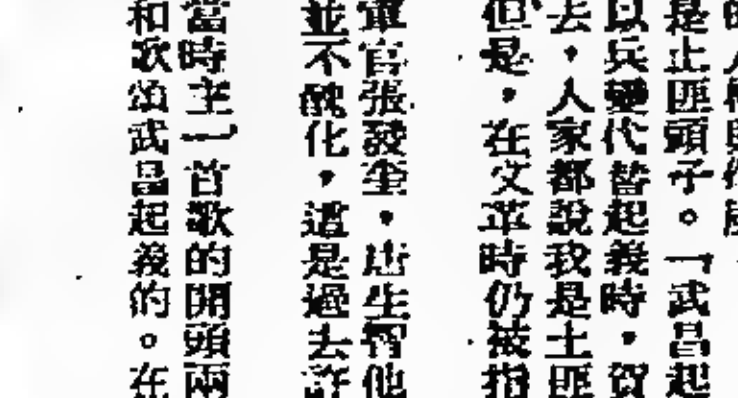 是土匪頭子。「武昌起
以兵變代替起義時,賀
去,人家都說我是土匪
但是,在文革時仍被指
軍官張發奎,唐生智他
並不醜化,這是過去許
當時主一首歌的開頭兩
和歌頌武昌起義的。在